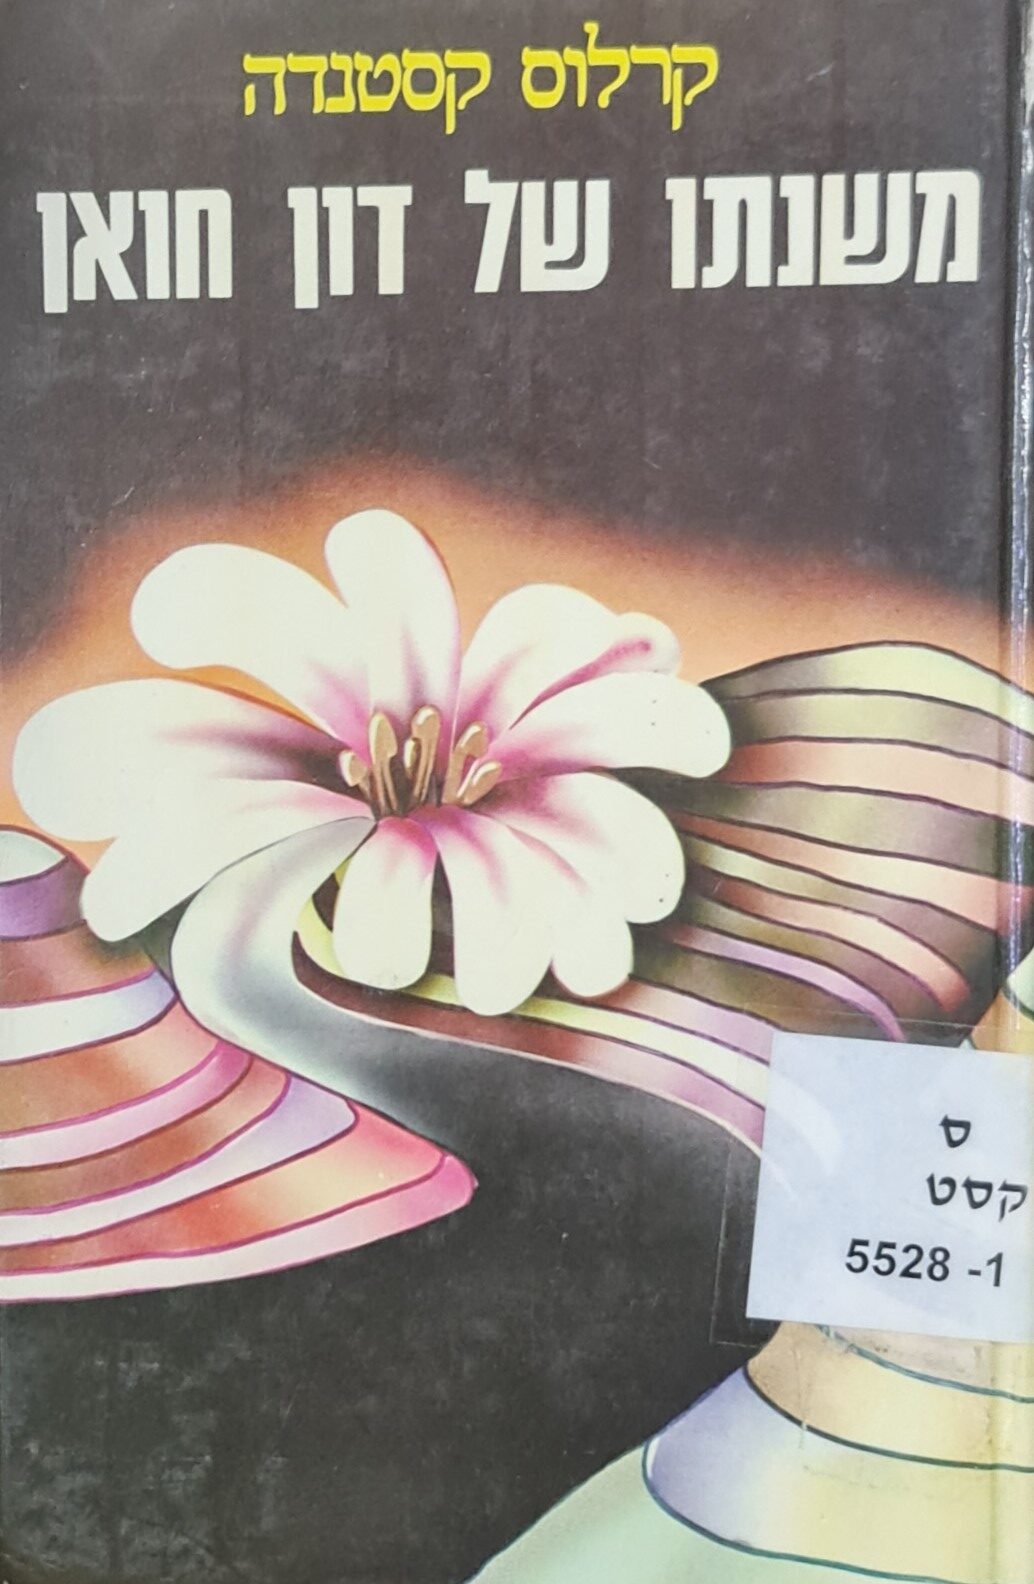 קרלוס קסטנדה
משנתו של דון חואן
ס
קסט
5528 -1